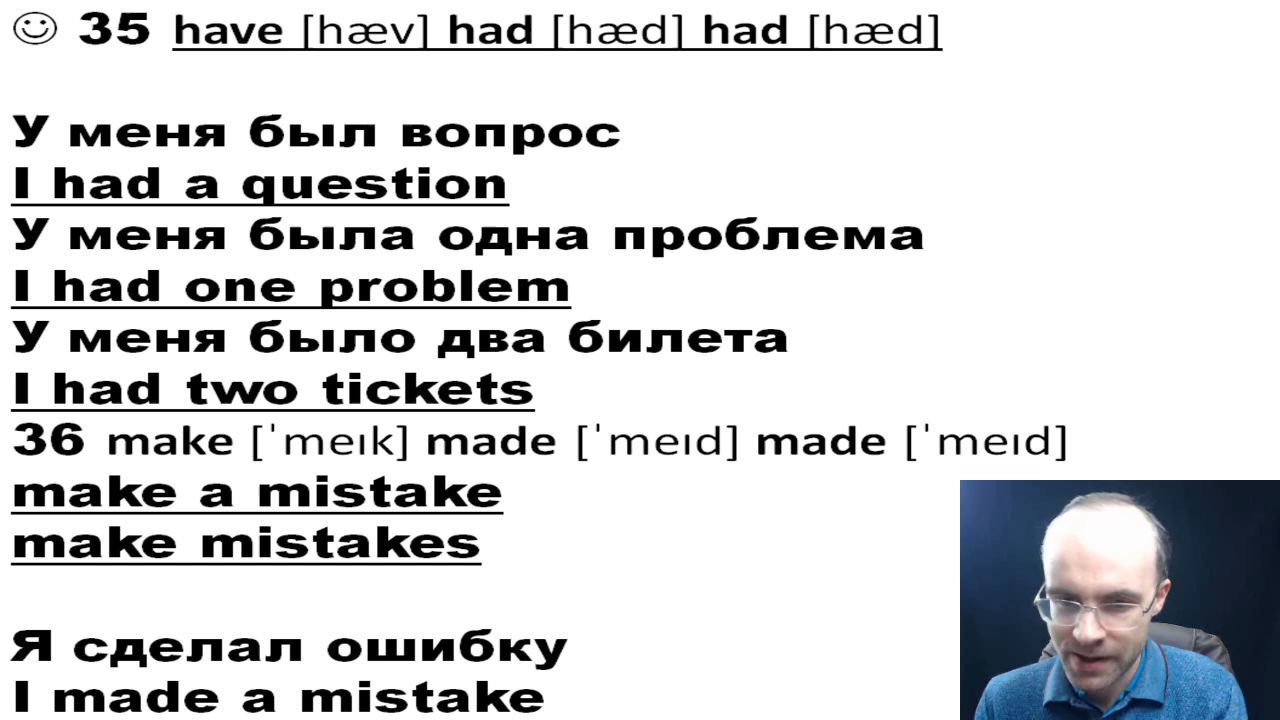 ☺ 35 have [hæv] had [hæd] had [hæd]
У меня был вопрос
I had a question
У меня была одна проблема
I had one problem
У меня было два билета
I had two tickets
36 make [ˈmeɪk] made [ˈmeɪd] made [ˈmeɪd]
make a mistake
make mistakes
Я сделал ошибку
I made a mistake